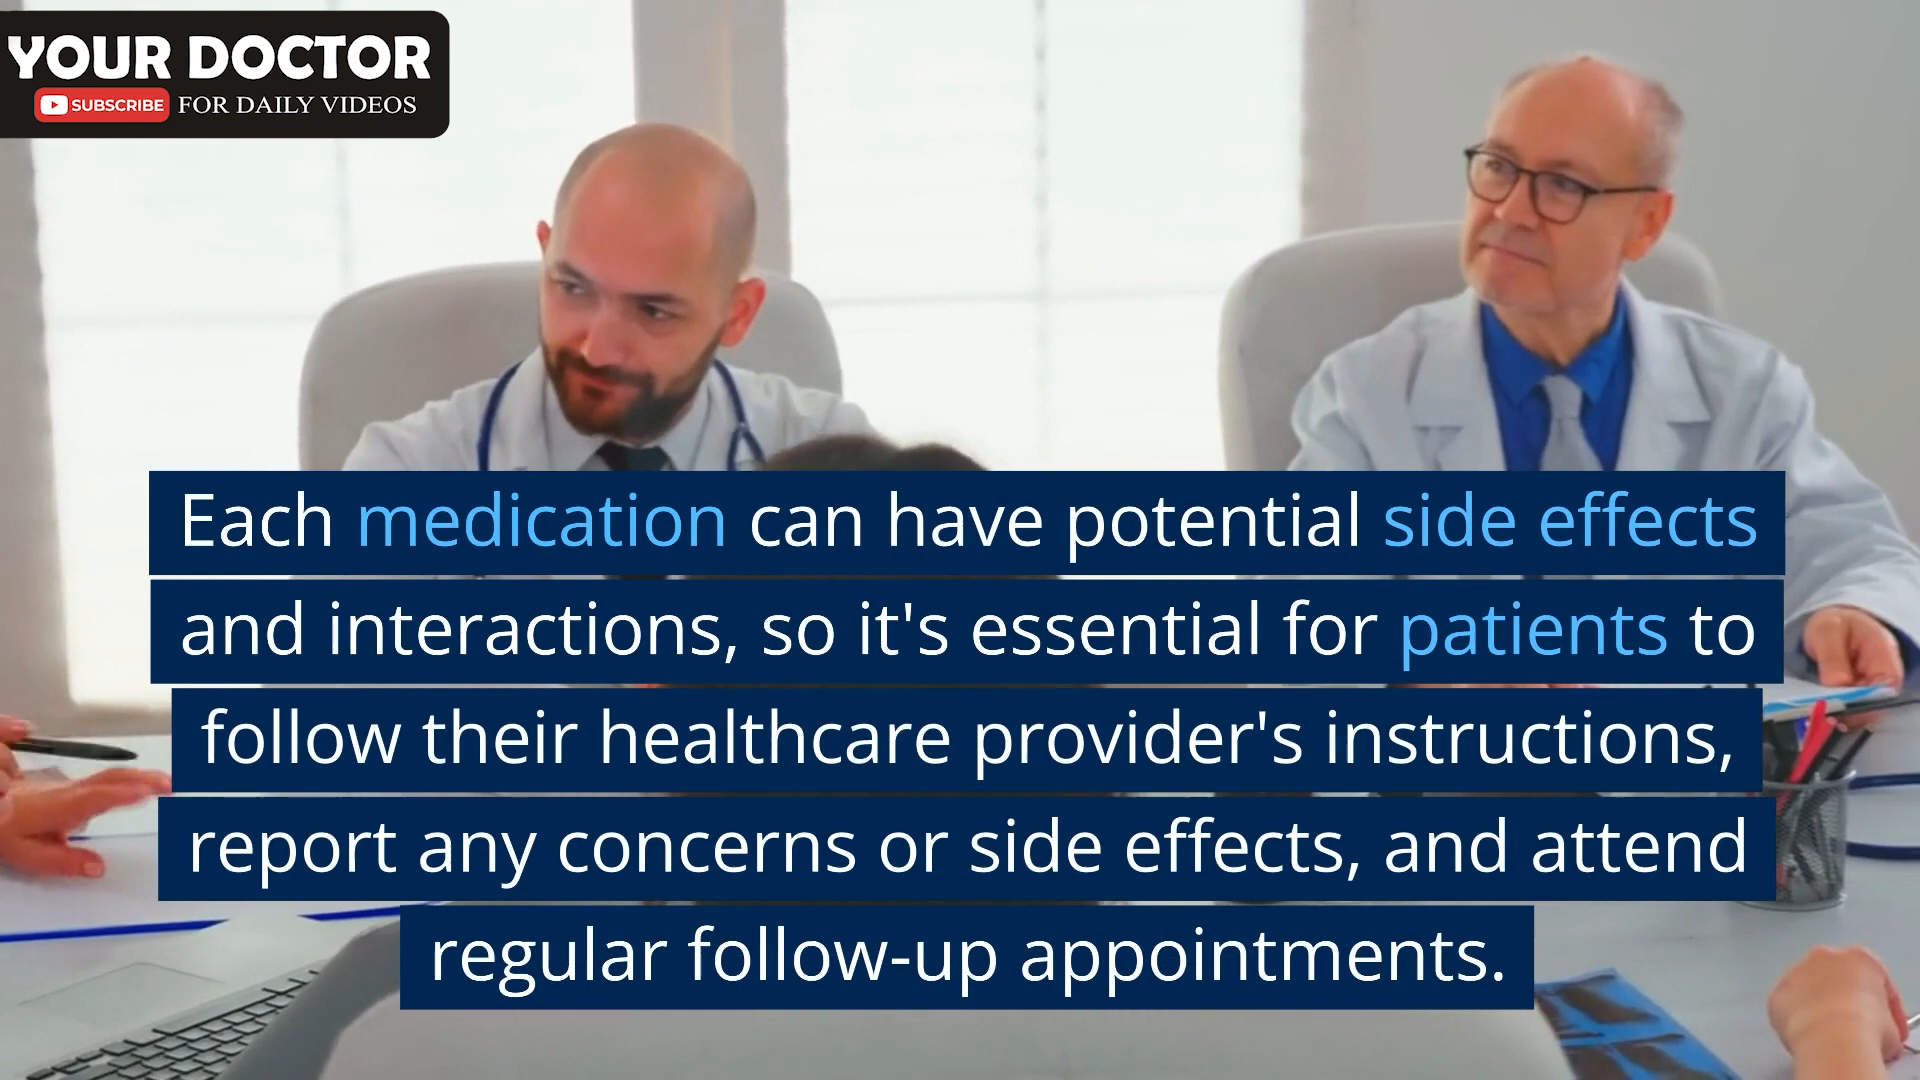 YOUR DOCTOR
SUBSCRIBE FOR DAILY VIDEOS
Each medication can have potential side effects
and interactions, so it's essential for patients to
follow their healthcare provider's instructions,
report any concerns or side effects, and attend
regular follow-up appointments.